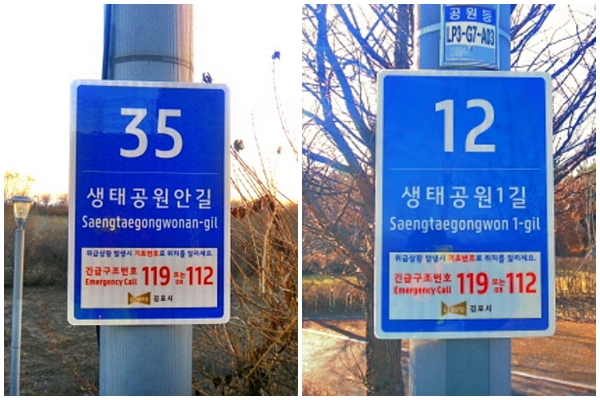 35
생태공원안길
Saengtaegongwonan-gil
위급상황 발생시 기초번호로 위치를 알리세요.
긴급구조번호 119 또는 112
Emergency Call OR
김포시
공원등
LP3-G7-A03
12
생태공원1길
Saengtaegongwon 1-gil
위급상황 발생시 기초번호로 위치를 알리세요.
긴급구조번호 119 또는 112
Emergency Call OR
김포시